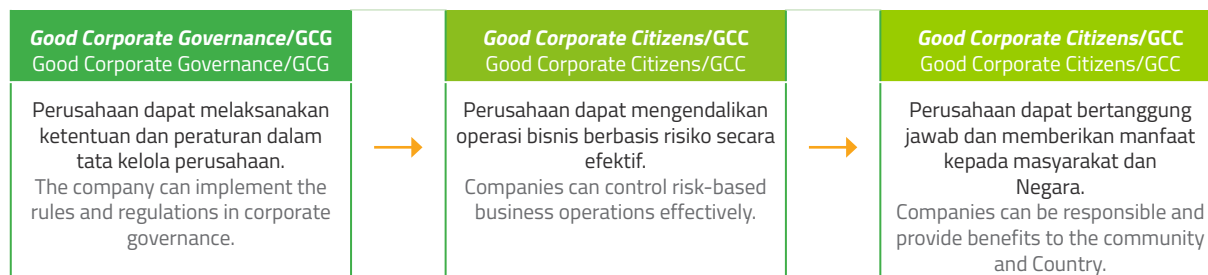 Good Corporate Governance/GCG
Good Corporate Governance/GCG
Perusahaan dapat melaksanakan
ketentuan dan peraturan dalam
tata kelola perusahaan.
The company can implement the
rules and regulations in corporate
governance.
Good Corporate Citizens/GCC
Good Corporate Citizens/GCC
Perusahaan dapat mengendalikan
operasi bisnis berbasis risiko secara
efektif.
Companies can control risk-based
business operations effectively.
Good Corporate Citizens/GCC
Good Corporate Citizens/GCC
Perusahaan dapat bertanggung
jawab dan memberikan manfaat
kepada masyarakat dan
Negara.
Companies can be responsible and
provide benefits to the community
and Country.